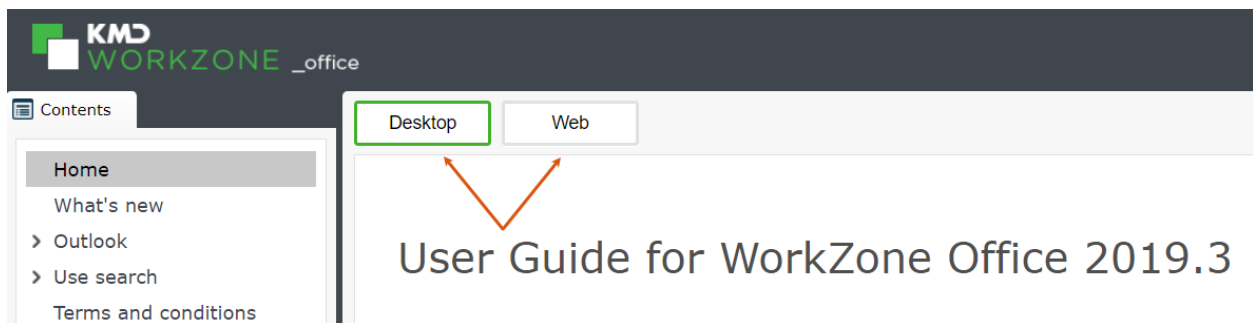 KMD
WORKZONE _office
Contents
Desktop
Web
Home
What's new
Outlook
Use search
Terms and conditions
User Guide for WorkZone Office 2019.3